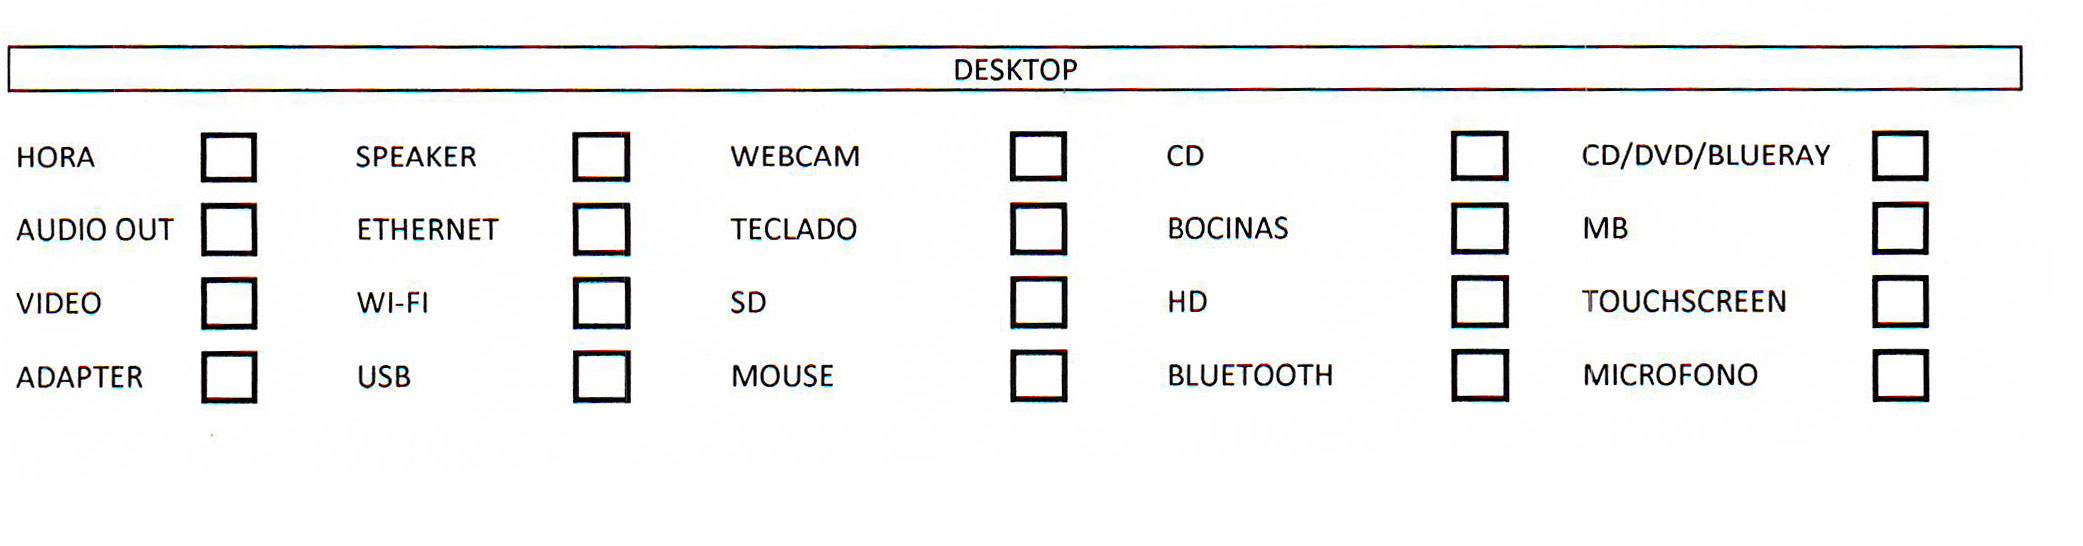 DESKTOP
HORA SPEAKER WEBCAM CD CD/DVD/BLUERAY
AUDIO OUT ETHERNET TECLADO BOCINAS MB
VIDEO WI-FI SD HD TOUCHSCREEN
ADAPTER USB MOUSE BLUETOOTH MICROFONO